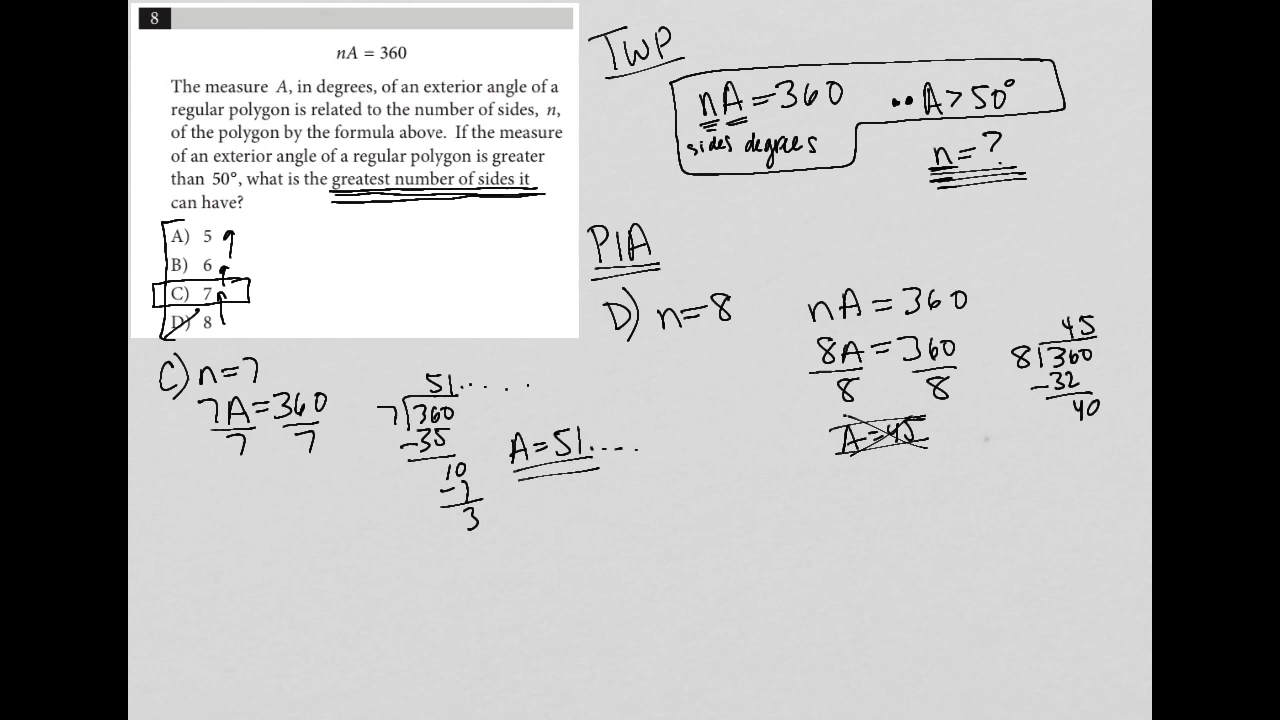 8
nA = 360
The measure A, in degrees, of an exterior angle of a
regular polygon is related to the number of sides, n,
of the polygon by the formula above. If the measure
of an exterior angle of a regular polygon is greater
than 50°, what is the greatest number of sides it
can have?
A) 5
B) 6
C) 7
D) 8
TWP
nA = 360
sides degrees
A > 50°
n = ?
PIA
D) n = 8
nA = 360
8A = 360
8 8
A = 45
45
8 360
-32
40
C) n = 7
7A = 360
7 7
51....
7 360
-35
10
-7
3
A = 51....